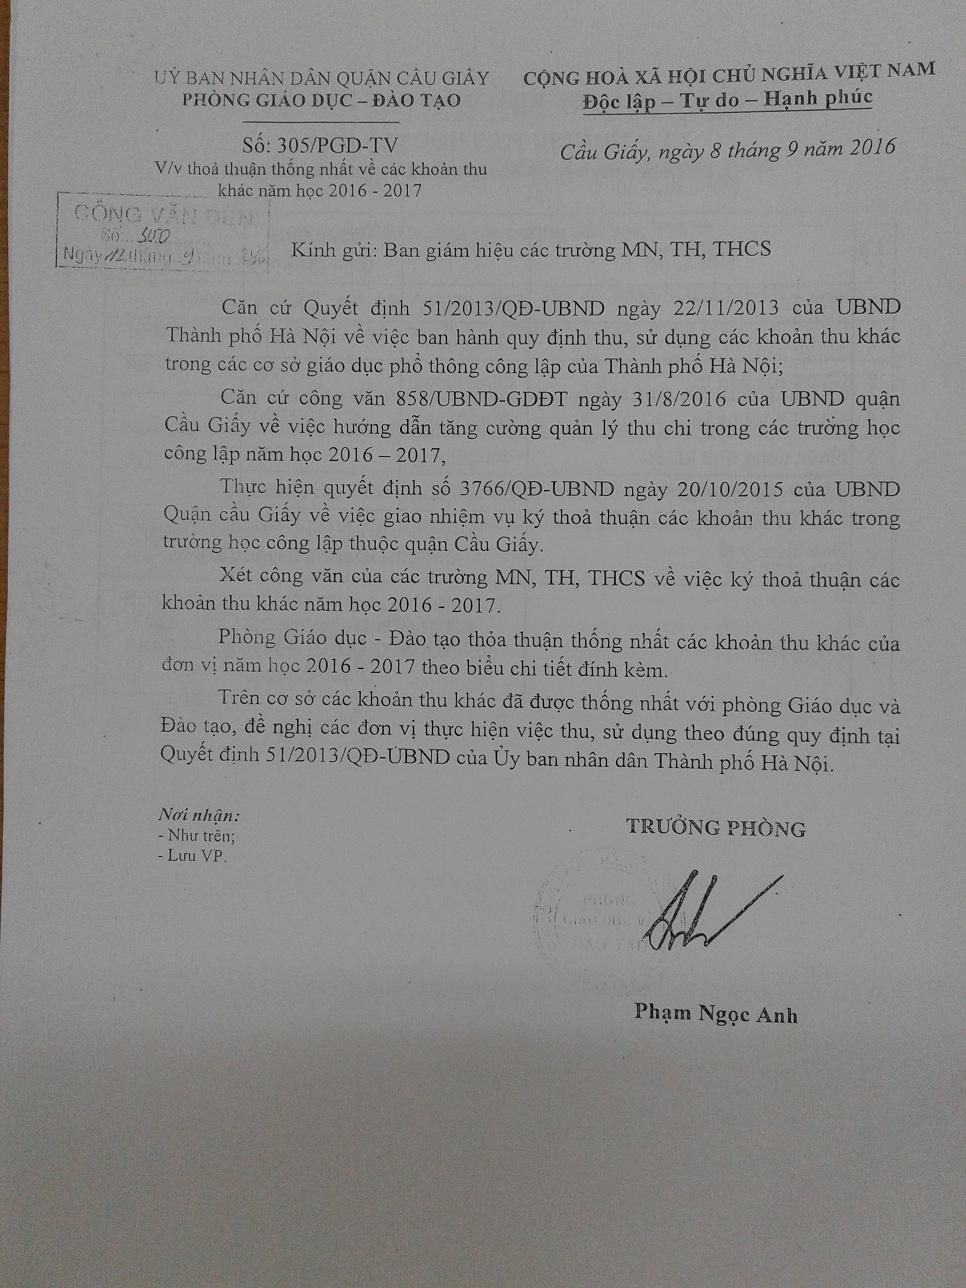 UỶ BAN NHÂN DÂN QUẬN CẦU GIẤY
PHÒNG GIÁO DỤC – ĐÀO TẠO
CỘNG HOÀ XÃ HỘI CHỦ NGHĨA VIỆT NAM
Độc lập – Tự do – Hạnh phúc
Số: 305/PGD-TV
V/v thoả thuận thống nhất về các khoản thu
khác năm học 2016 - 2017
Cầu Giấy, ngày 8 tháng 9 năm 2016
CÔNG VĂN ĐẾN
Số:
Ngày 12 tháng 9
Kính gửi: Ban giám hiệu các trường MN, TH, THCS
Căn cứ Quyết định 51/2013/QĐ-UBND ngày 22/11/2013 của UBND
Thành phố Hà Nội về việc ban hành quy định thu, sử dụng các khoản thu khác
trong các cơ sở giáo dục phổ thông công lập của Thành phố Hà Nội;
Căn cứ công văn 858/UBND-GDĐT ngày 31/8/2016 của UBND quận
Cầu Giấy về việc hướng dẫn tăng cường quản lý thu chi trong các trường học
công lập năm học 2016 – 2017,
Thực hiện quyết định số 3766/QĐ-UBND ngày 20/10/2015 của UBND
Quận cầu Giấy về việc giao nhiệm vụ ký thoả thuận các khoản thu khác trong
trường học công lập thuộc quận Cầu Giấy.
Xét công văn của các trường MN, TH, THCS về việc ký thoả thuận các
khoản thu khác năm học 2016 - 2017.
Phòng Giáo dục - Đào tạo thỏa thuận thống nhất các khoản thu khác của
đơn vị năm học 2016 - 2017 theo biểu chi tiết đính kèm.
Trên cơ sở các khoản thu khác đã được thống nhất với phòng Giáo dục và
Đào tạo, đề nghị các đơn vị thực hiện việc thu, sử dụng theo đúng quy định tại
Quyết định 51/2013/QĐ-UBND của Ủy ban nhân dân Thành phố Hà Nội.
Nơi nhận:
- Như trên;
- Lưu VP.
TRƯỞNG PHÒNG
PHÒNG
GIÁO DỤC
Phạm Ngọc Anh